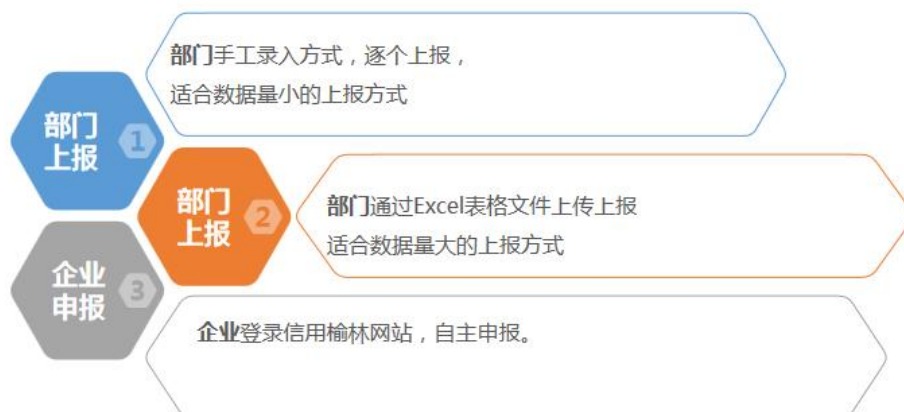 部门手工录入方式，逐个上报，
适合数据量小的上报方式
部门
上报
1
部门
上报
2
部门通过Excel表格文件上传上报
适合数据量大的上报方式
企业
申报
3
企业登录信用榆林网站，自主申报。